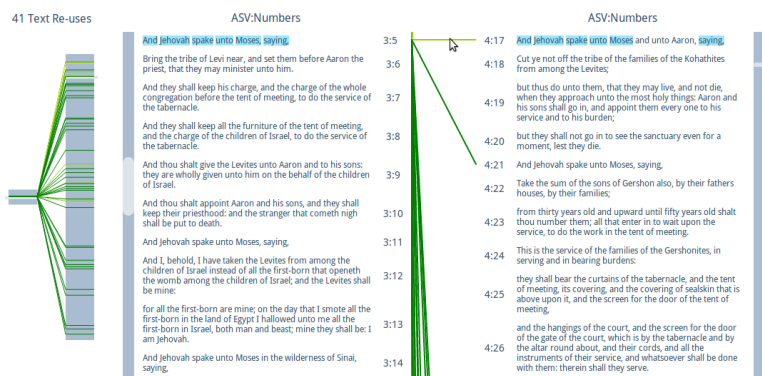 41 Text Re-uses
ASV:Numbers
ASV:Numbers
And Jehovah spake unto Moses, saying,
3:5
Bring the tribe of Levi near, and set them before Aaron the
priest, that they may minister unto him.
3:6
And they shall keep his charge, and the charge of the whole
congregation before the tent of meeting, to do the service of
the tabernacle.
3:7
And they shall keep all the furniture of the tent of meeting,
and the charge of the children of Israel, to do the service of
the tabernacle.
3:8
And thou shalt give the Levites unto Aaron and to his sons:
they are wholly given unto him on the behalf of the children
of Israel.
3:9
And thou shalt appoint Aaron and his sons, and they shall
keep their priesthood: and the stranger that cometh nigh
shall be put to death.
3:10
And Jehovah spake unto Moses, saying,
3:11
And I, behold, I have taken the Levites from among the
children of Israel instead of all the first-born that openeth
the womb among the children of Israel; and the Levites shall
be mine:
3:12
for all the first-born are mine; on the day that I smote all the
first-born in the land of Egypt I hallowed unto me all the
first-born in Israel, both man and beast; mine they shall be: I
am Jehovah.
3:13
And Jehovah spake unto Moses in the wilderness of Sinai,
saying,
3:14
4:17
And Jehovah spake unto Moses and unto Aaron, saying,
4:18
Cut ye not off the tribe of the families of the Kohathites
from among the Levites;
4:19
but thus do unto them, that they may live, and not die,
when they approach unto the most holy things: Aaron and
his sons shall go in, and appoint them every one to his
service and to his burden;
4:20
but they shall not go in to see the sanctuary even for a
moment, lest they die.
4:21
And Jehovah spake unto Moses, saying,
4:22
Take the sum of the sons of Gershon also, by their fathers
houses, by their families;
4:23
from thirty years old and upward until fifty years old shalt
thou number them; all that enter in to wait upon the
service, to do the work in the tent of meeting.
4:24
This is the service of the families of the Gershonites, in
serving and in bearing burdens:
4:25
they shall bear the curtains of the tabernacle, and the tent
of meeting, its covering, and the covering of sealskin that is
above upon it, and the screen for the door of the tent of
meeting,
4:26
and the hangings of the court, and the screen for the door
of the gate of the court, which is by the tabernacle and by
the altar round about, and their cords, and all the
instruments of their service, and whatsoever shall be done
with them: therein shall they serve.